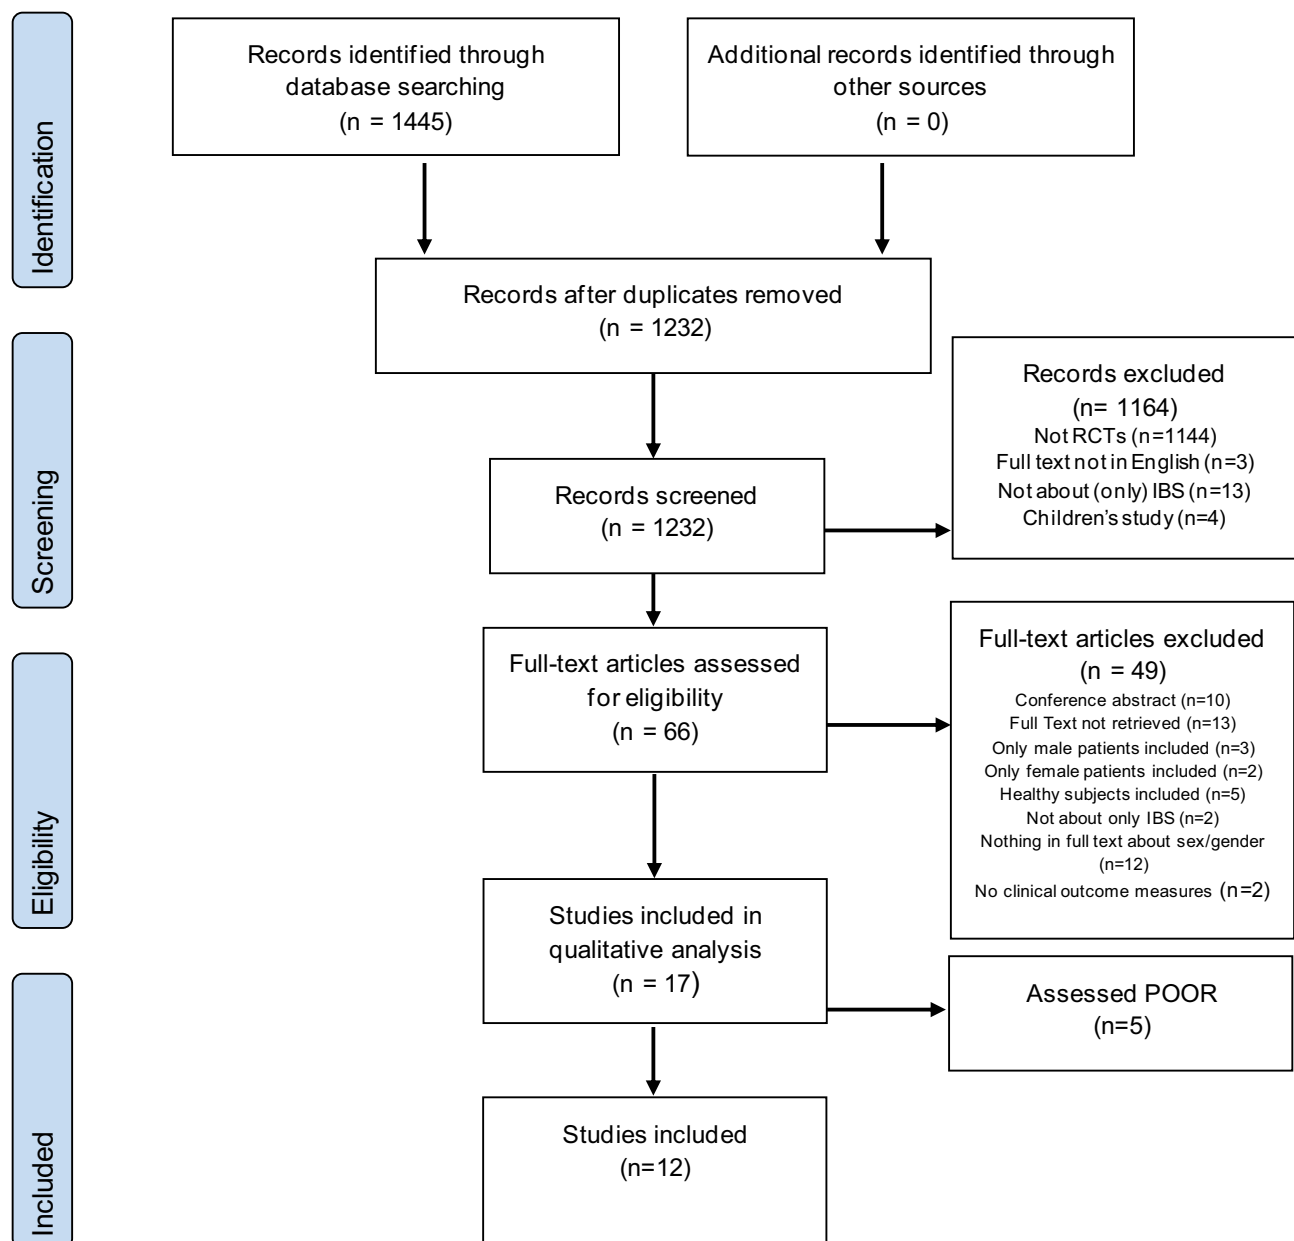 Identification
Records identified through
database searching
(n = 1445)
Additional records identified through
other sources
(n = 0)
Records after duplicates removed
(n = 1232)
Screening
Records screened
(n = 1232)
Records excluded
(n= 1164)
Not RCTs (n=1144)
Full text not in English (n=3)
Not about (only) IBS (n=13)
Children's study (n=4)
Eligibility
Full-text articles assessed
for eligibility
(n = 66)
Full-text articles excluded
(n = 49)
Conference abstract (n=10)
Full Text not retrieved (n=13)
Only male patients included (n=3)
Only female patients included (n=2)
Healthy subjects included (n=5)
Not about only IBS (n=2)
Nothing in full text about sex/gender
(n=12)
No clinical outcome measures (n=2)
Studies included in
qualitative analysis
(n = 17)
Assessed POOR
(n=5)
Included
Studies included
(n=12)